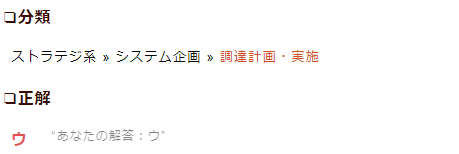 ❏分類
ストラテジ系 » システム企画 » 調達計画・実施
❏正解
ウ “あなたの解答：ウ”